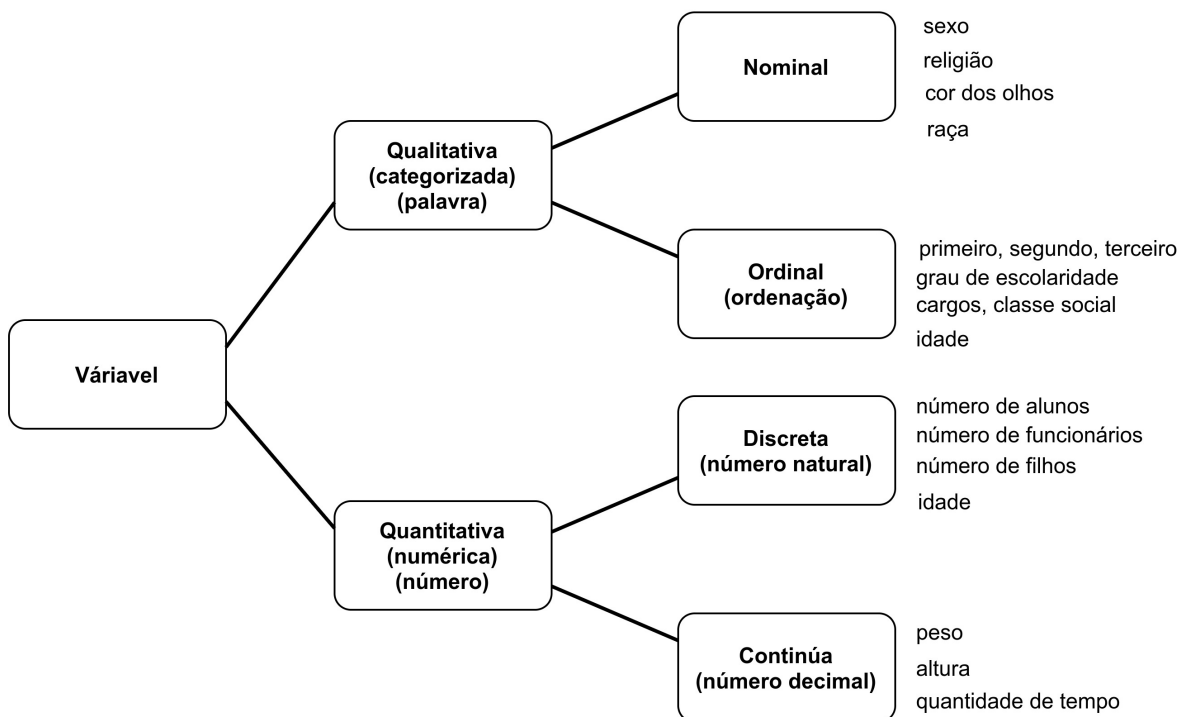 Nominal
sexo
religião
cor dos olhos
raça
Qualitativa
(categorizada)
(palavra)
Ordinal
(ordenação)
primeiro, segundo, terceiro
grau de escolaridade
cargos, classe social
idade
Váriavel
Discreta
(número natural)
número de alunos
número de funcionários
número de filhos
idade
Quantitativa
(numérica)
(número)
Continúa
(número decimal)
peso
altura
quantidade de tempo